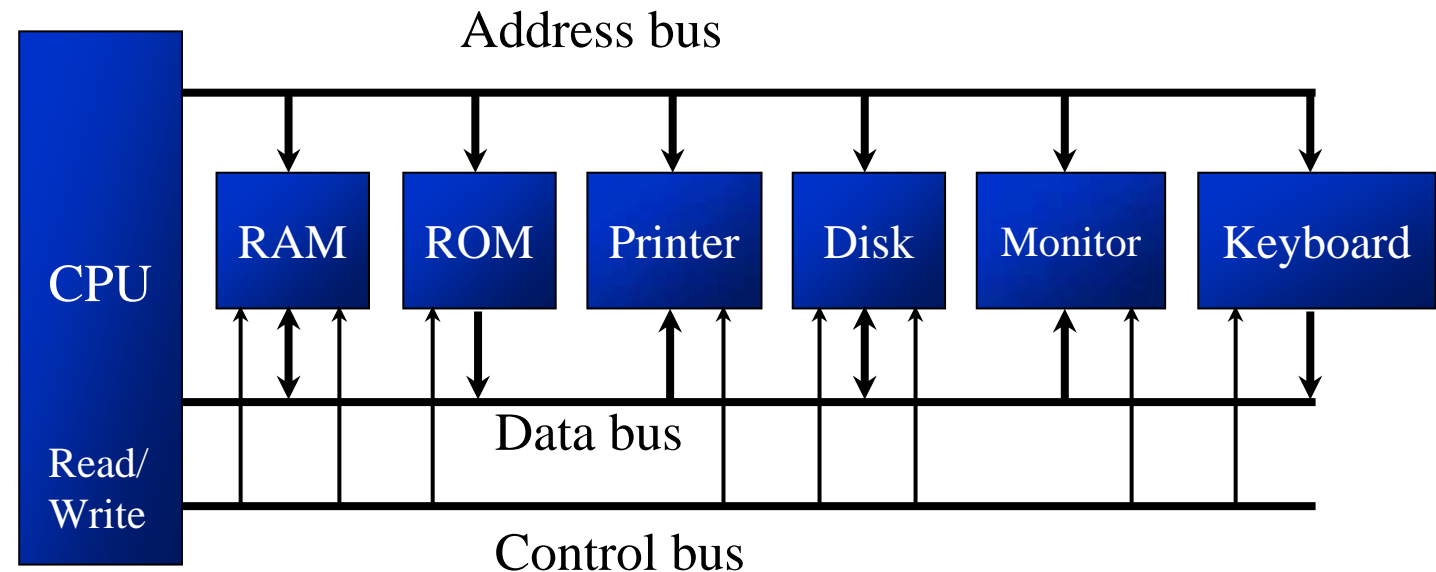 Address bus
CPU
RAM
ROM
Printer
Disk
Monitor
Keyboard
Data bus
Read/
Write
Control bus